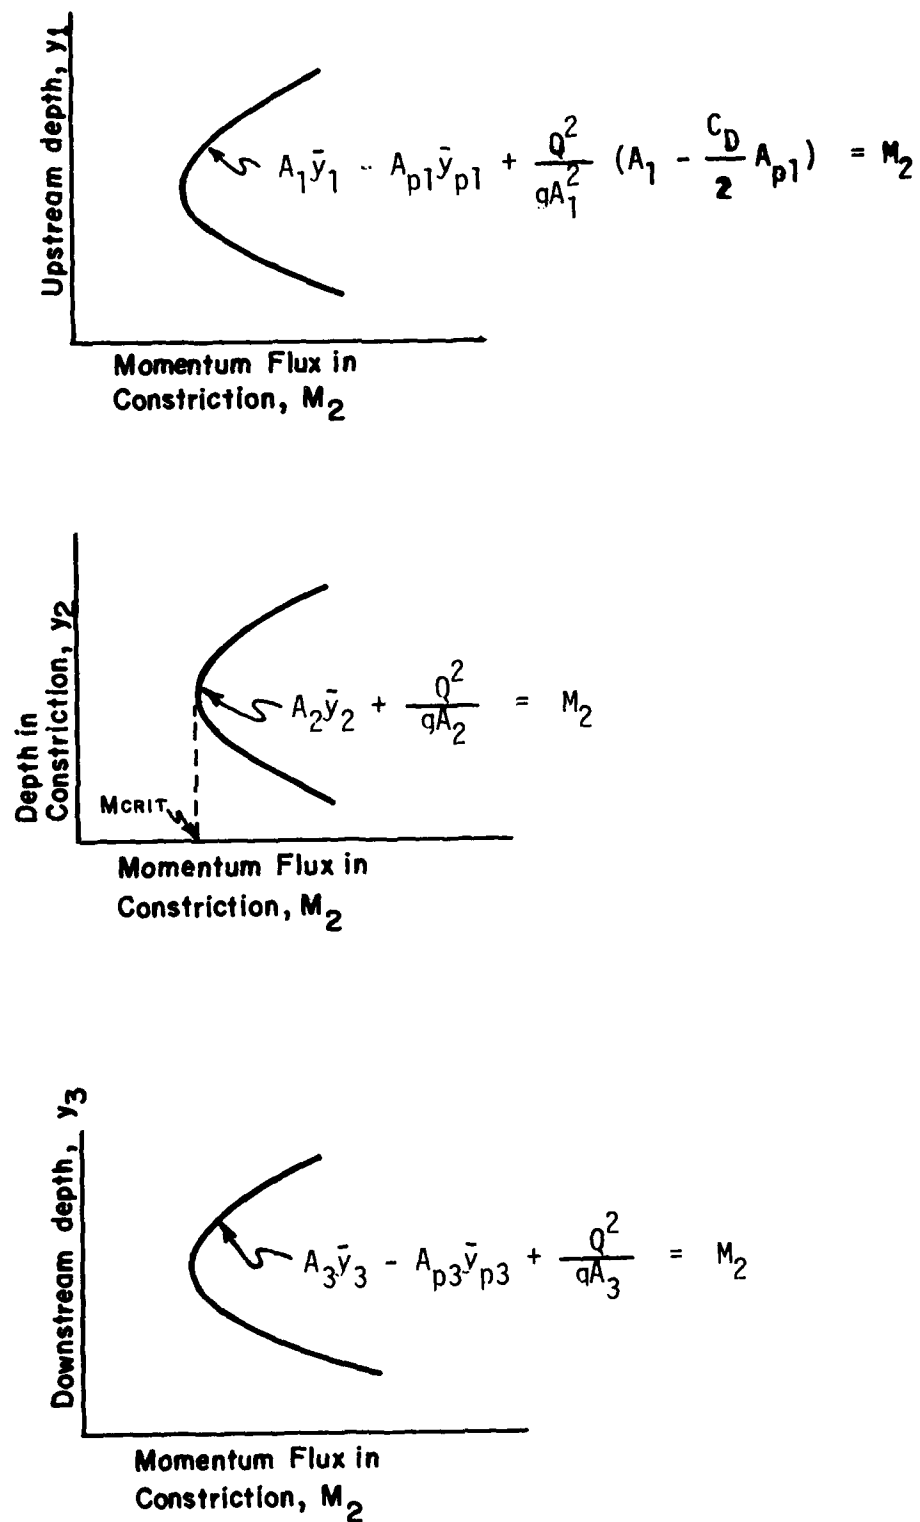 Upstream depth, y1
A₁ȳ₁ - Aₚ₁ȳₚ₁ + Q²/gA₁² (A₁ - C_D/2 Aₚ₁) = M₂
Momentum Flux in
Constriction, M₂
Depth in
Constriction, y2
A₂ȳ₂ + Q²/gA₂ = M₂
MCRIT
Momentum Flux in
Constriction, M₂
Downstream depth, y3
A₃ȳ₃ - Aₚ₃ȳₚ₃ + Q²/gA₃ = M₂
Momentum Flux in
Constriction, M₂